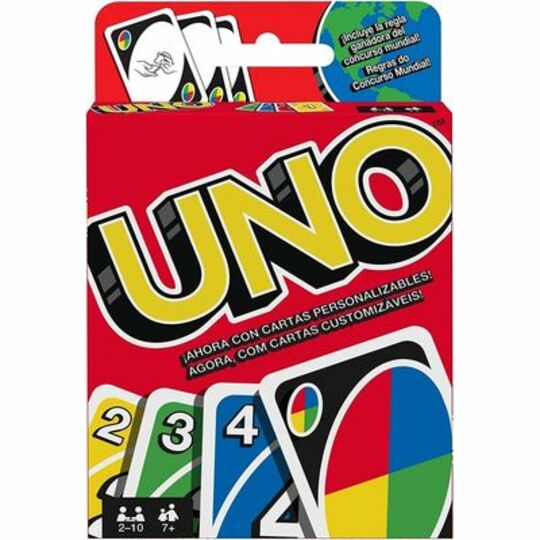 ¡Incluye la regla
ganadora del
concurso mundial!
Regras do
Concurso Mundial!
UNO
UNO
TM
¡AHORA CON CARTAS PERSONALIZABLES!
AGORA, COM CARTAS CUSTOMIZÁVEIS!
2
3
4
2-10
7+